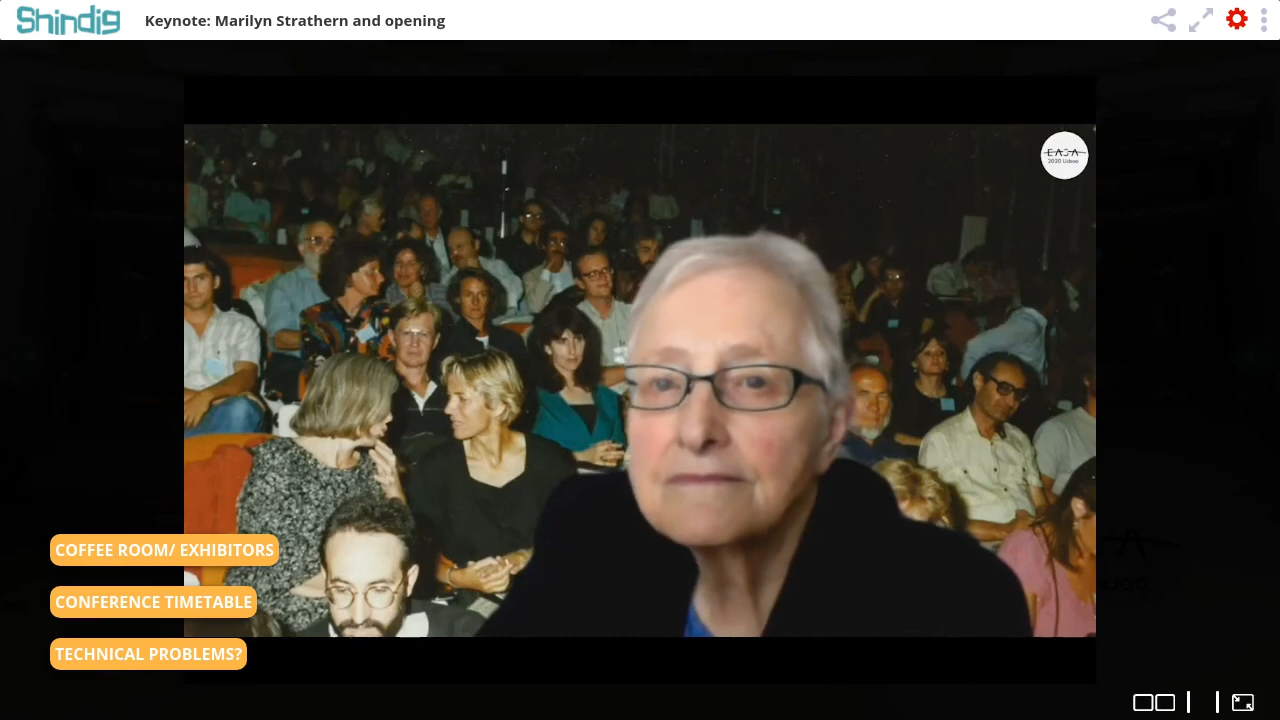 Shindig
Keynote: Marilyn Strathern and opening
EASA
2020 Lisboa
COFFEE ROOM/ EXHIBITORS
CONFERENCE TIMETABLE
TECHNICAL PROBLEMS?